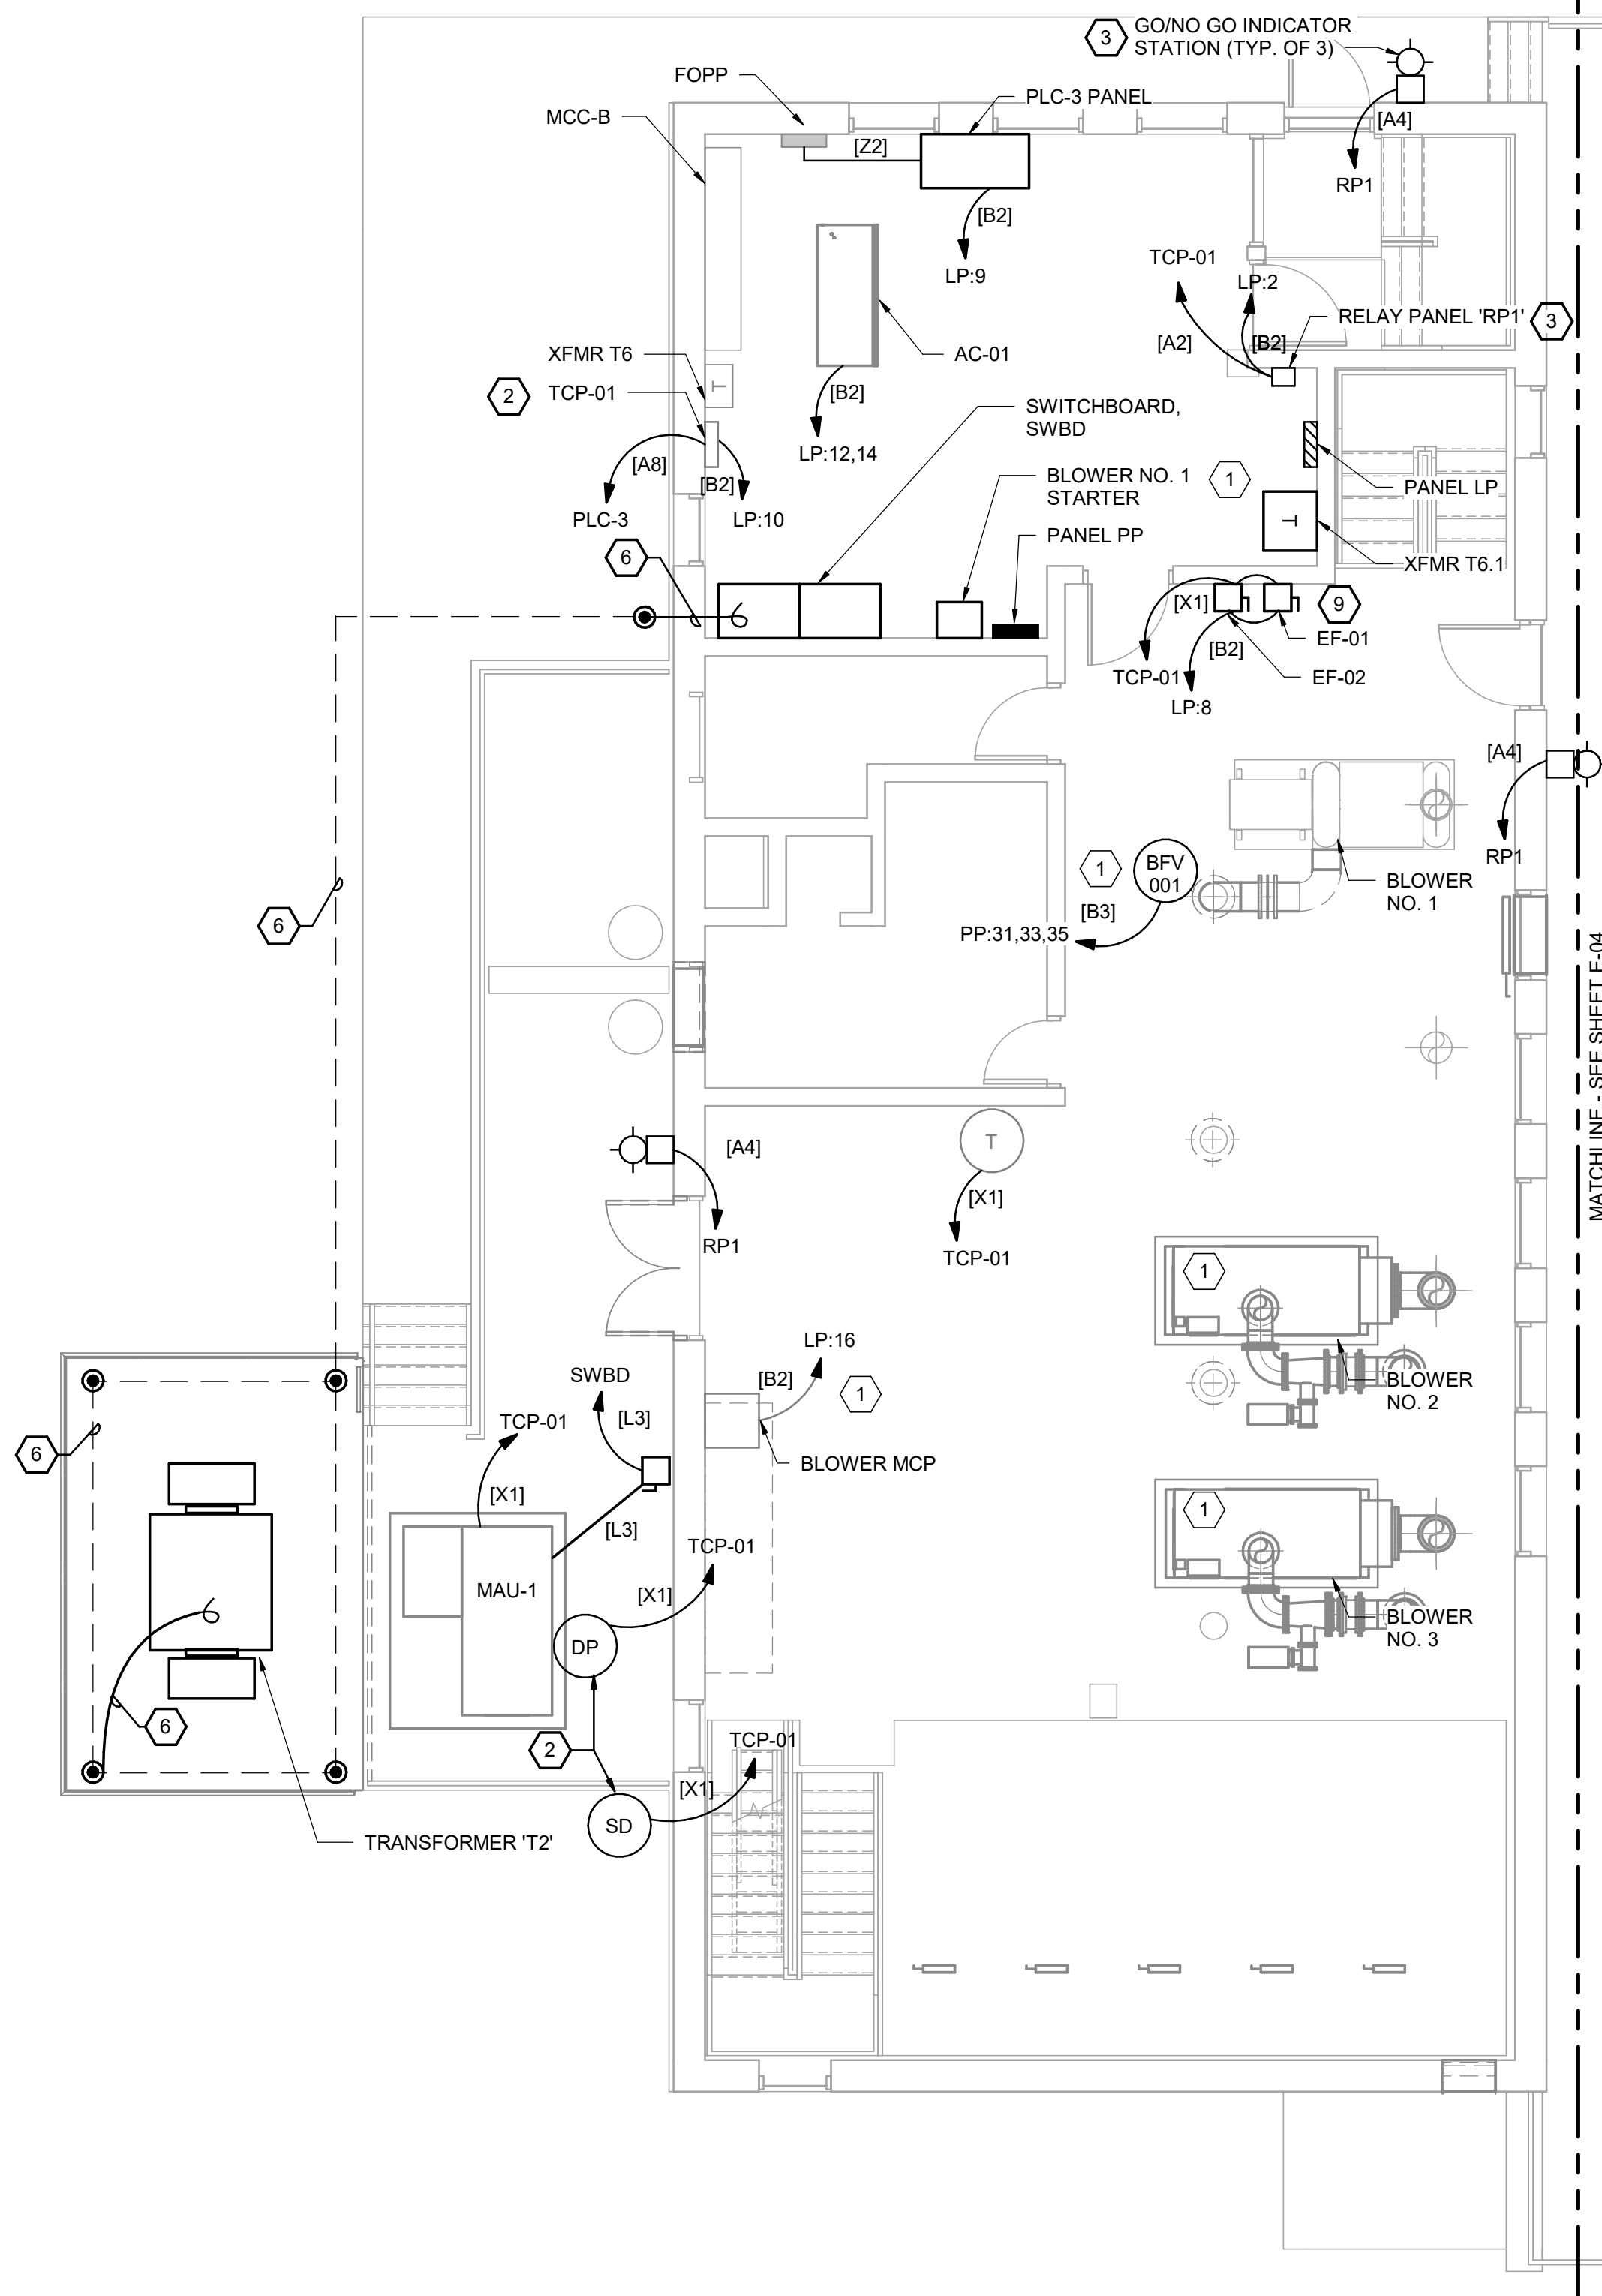 3
GO/NO GO INDICATOR
STATION (TYP. OF 3)
FOPP
MCC-B
PLC-3 PANEL
[A4]
RP1
[Z2]
[B2]
LP:9
TCP-01
LP:2
RELAY PANEL 'RP1'
3
[A2]
[B2]
XFMR T6
AC-01
2
TCP-01
[B2]
LP:12,14
SWITCHBOARD,
SWBD
[A8]
[B2]
PLC-3
LP:10
BLOWER NO. 1
STARTER
1
PANEL LP
PANEL PP
6
T
T
XFMR T6.1
[X1]
9
EF-01
[B2]
TCP-01
EF-02
LP:8
[A4]
RP1
BFV
001
1
[B3]
PP:31,33,35
BLOWER
NO. 1
6
MATCHLINE - SEE SHEET E-04
[A4]
RP1
T
[X1]
TCP-01
1
LP:16
[B2]
1
SWBD
[L3]
TCP-01
BLOWER
NO. 2
6
BLOWER MCP
[X1]
[L3]
1
TCP-01
MAU-1
[X1]
DP
BLOWER
NO. 3
6
2
TCP-01
[X1]
SD
TRANSFORMER 'T2'